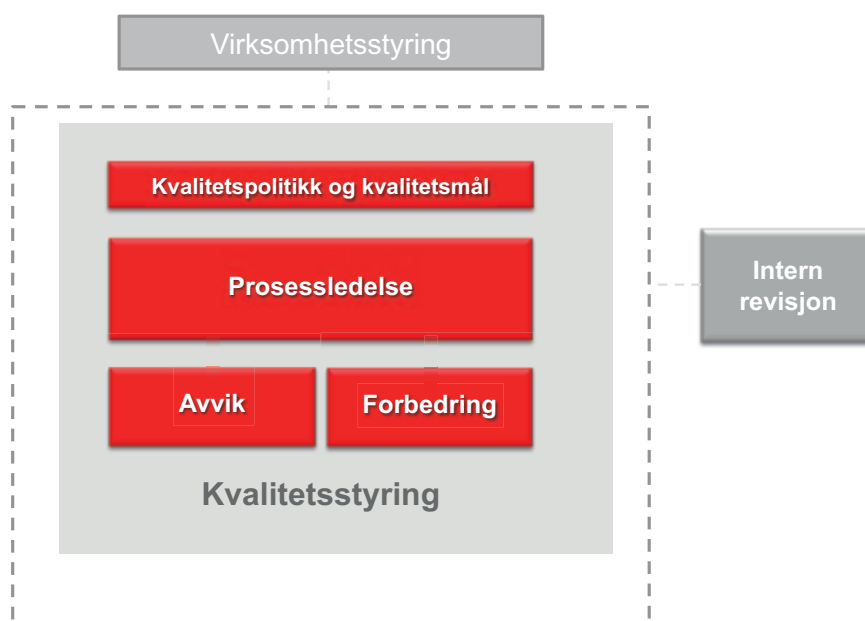 Virksomhetsstyring
Kvalitetspolitikk og kvalitetsmål
Prosessledelse
Intern
revisjon
Avvik
Forbedring
Kvalitetsstyring